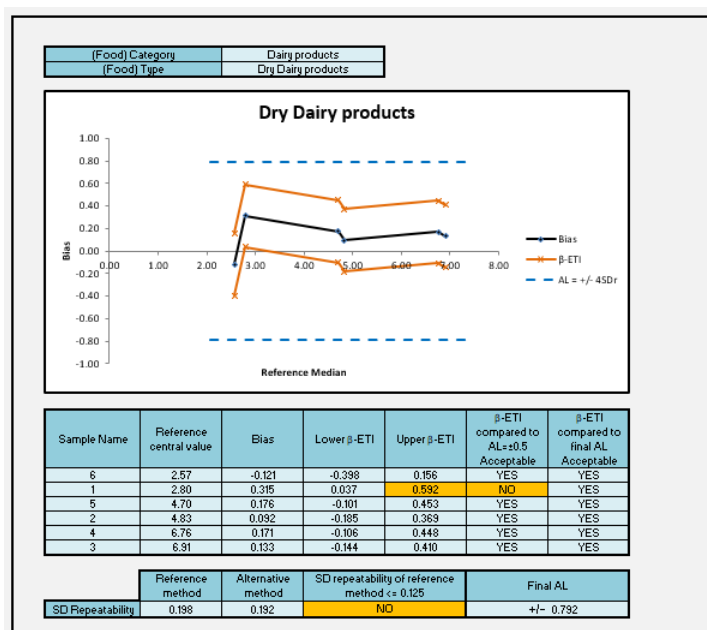 (Food) Category Dairy products
(Food) Type Dry Dairy products
Dry Dairy products
1.00
0.80
0.60
0.40
0.20
0.00
-0.20
-0.40
-0.60
-0.80
-1.00
0.00 1.00 2.00 3.00 4.00 5.00 6.00 7.00 8.00
Bias
Reference Median
Bias
β-ETI
AL = +/- 4SDr
Sample Name Reference central value Bias Lower β-ETI Upper β-ETI β-ETI compared to AL=±0.5 Acceptable β-ETI compared to final AL Acceptable
6 2.57 -0.121 -0.398 0.156 YES YES
1 2.80 0.315 0.037 0.592 NO YES
5 4.70 0.176 -0.101 0.453 YES YES
2 4.83 0.092 -0.185 0.369 YES YES
4 6.76 0.171 -0.106 0.448 YES YES
3 6.91 0.133 -0.144 0.410 YES YES
Reference method Alternative method SD repeatability of reference method <= 0.125 Final AL
SD Repeatability 0.198 0.192 NO +/- 0.792